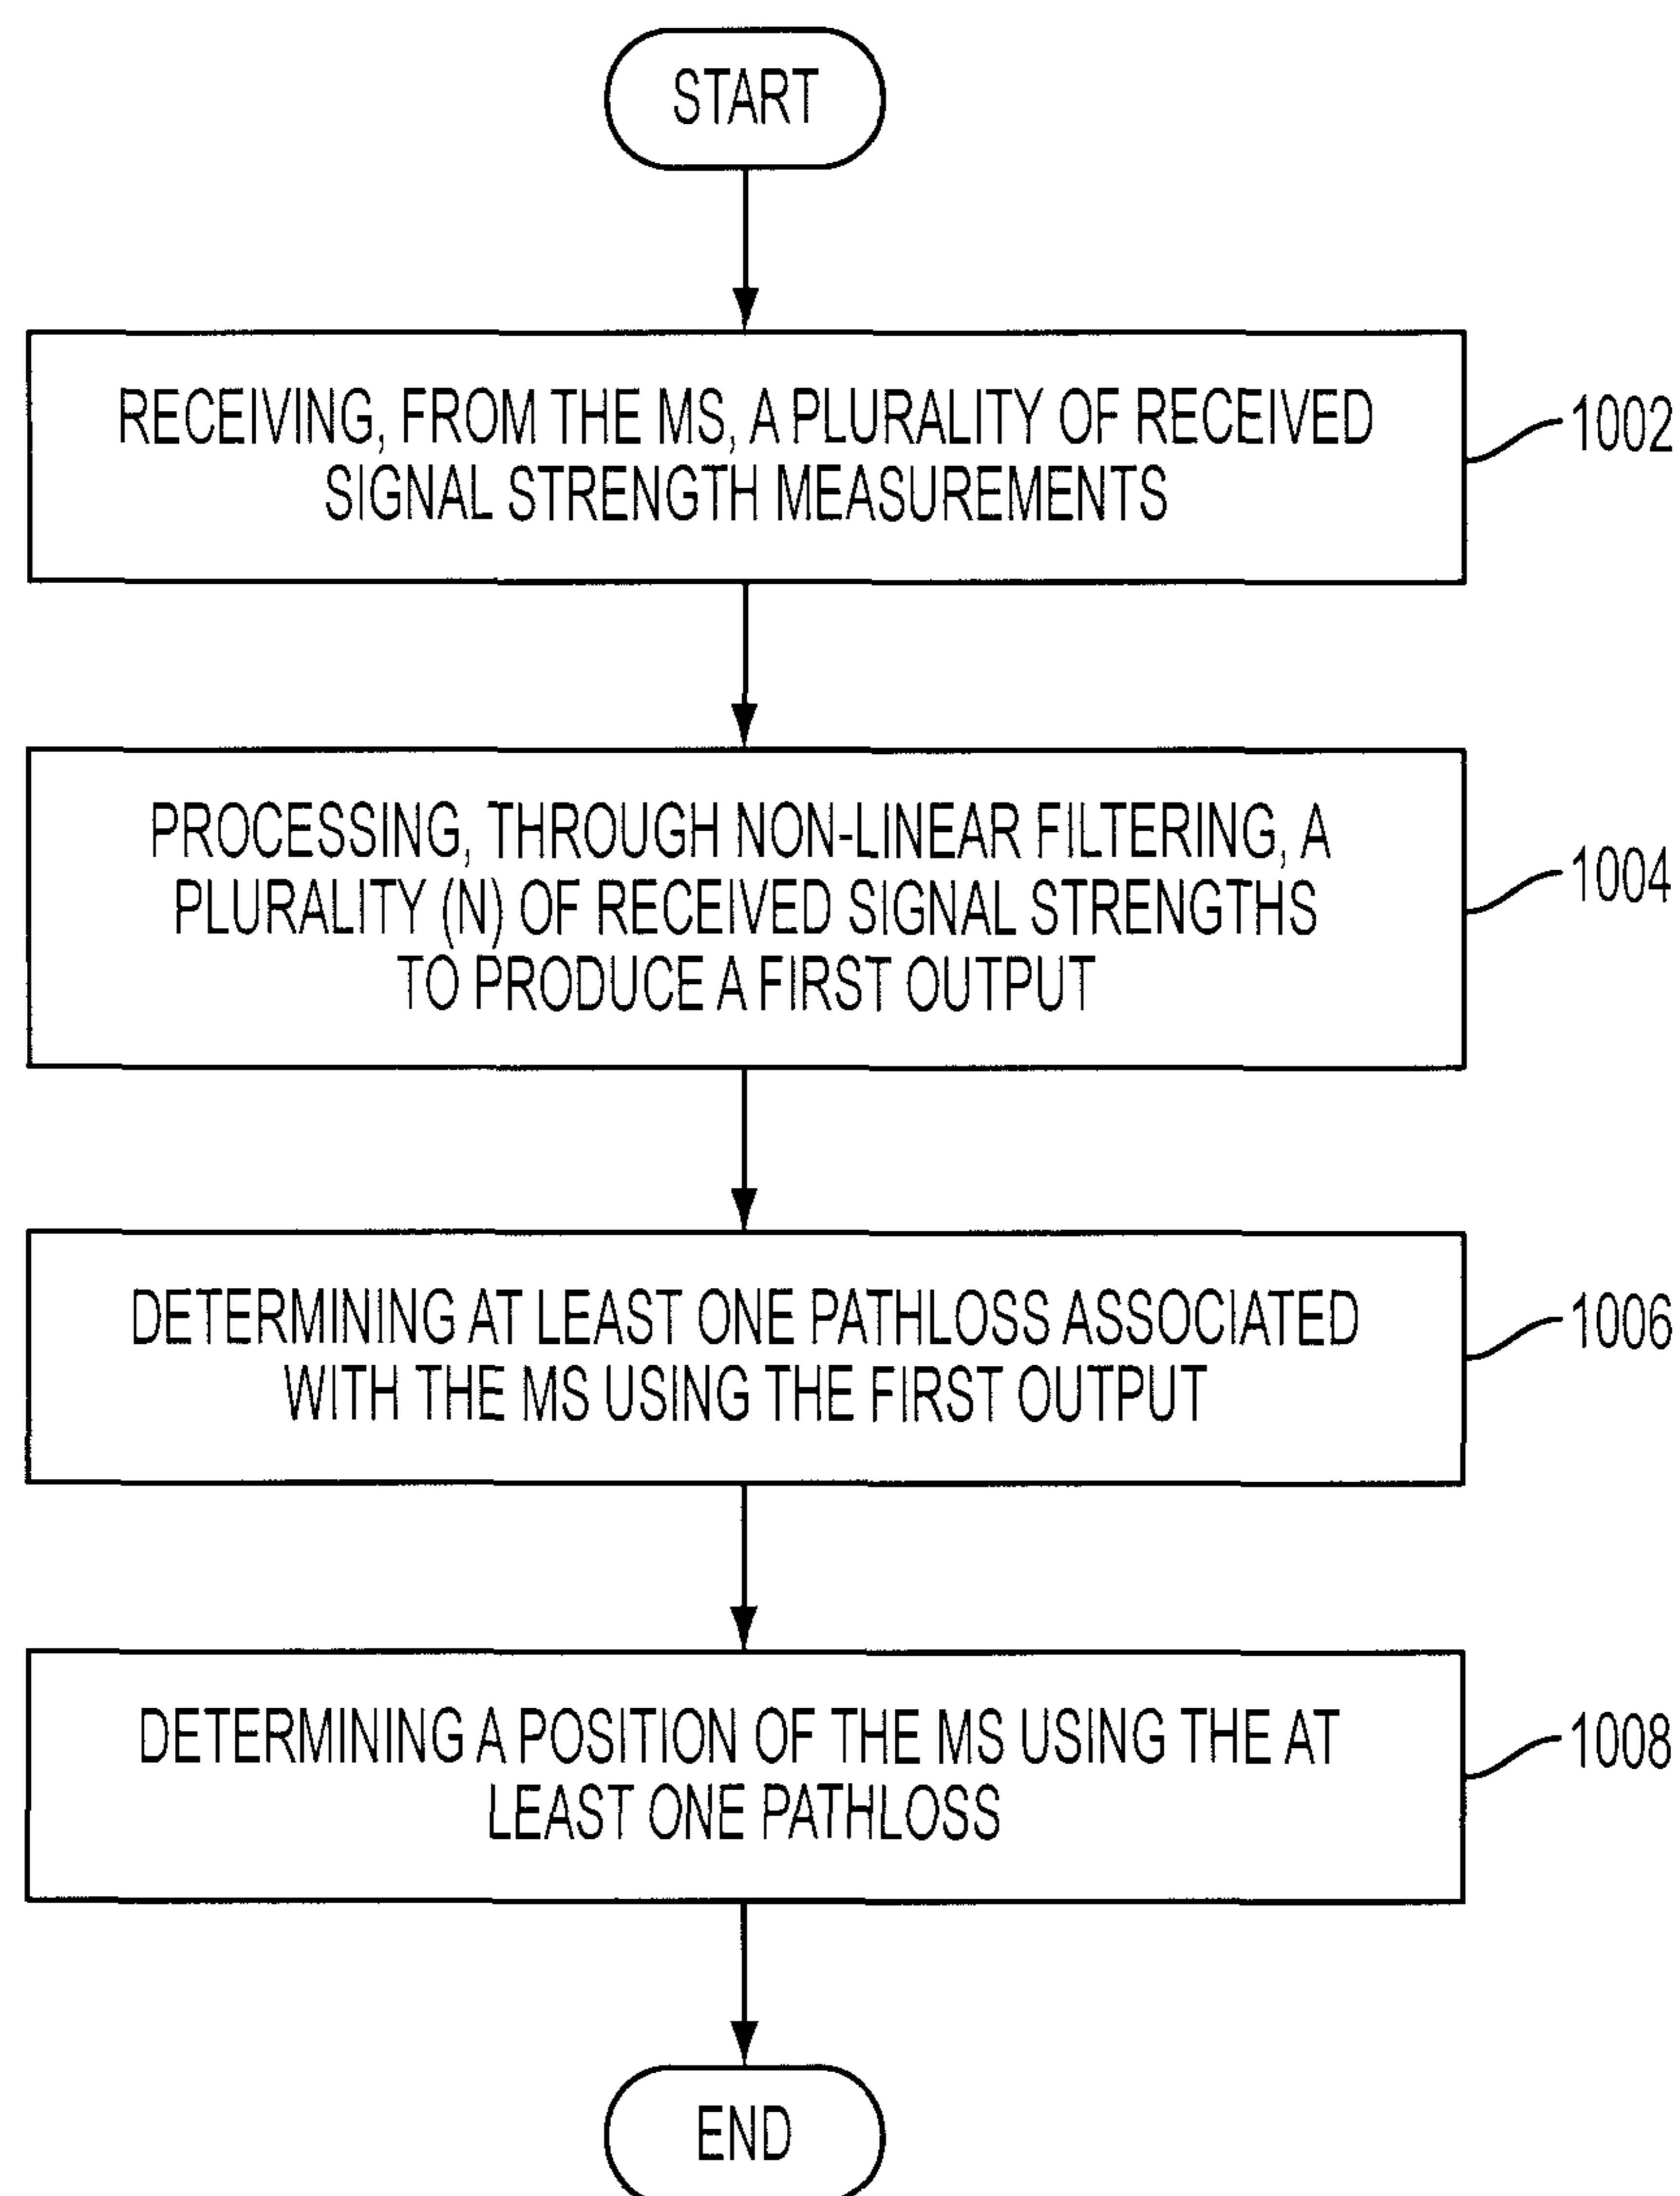 START
RECEIVING, FROM THE MS, A PLURALITY OF RECEIVED
SIGNAL STRENGTH MEASUREMENTS
1002
PROCESSING, THROUGH NON-LINEAR FILTERING, A
PLURALITY (N) OF RECEIVED SIGNAL STRENGTHS
TO PRODUCE A FIRST OUTPUT
1004
DETERMINING AT LEAST ONE PATHLOSS ASSOCIATED
WITH THE MS USING THE FIRST OUTPUT
1006
DETERMINING A POSITION OF THE MS USING THE AT
LEAST ONE PATHLOSS
1008
END